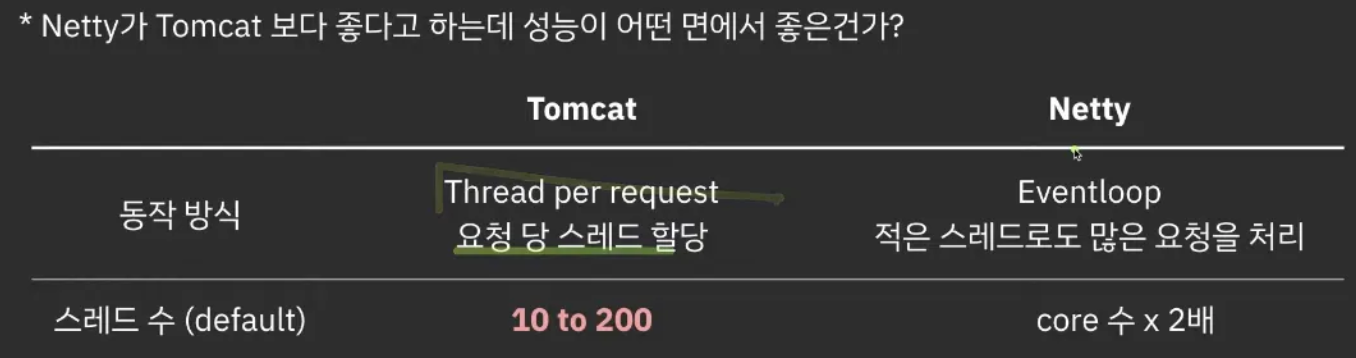 * Netty가 Tomcat 보다 좋다고 하는데 성능이 어떤 면에서 좋은건가?
Tomcat Netty
동작 방식
Thread per request
요청 당 스레드 할당
Eventloop
적은 스레드로도 많은 요청을 처리
스레드 수 (default) 10 to 200 core 수 x 2배